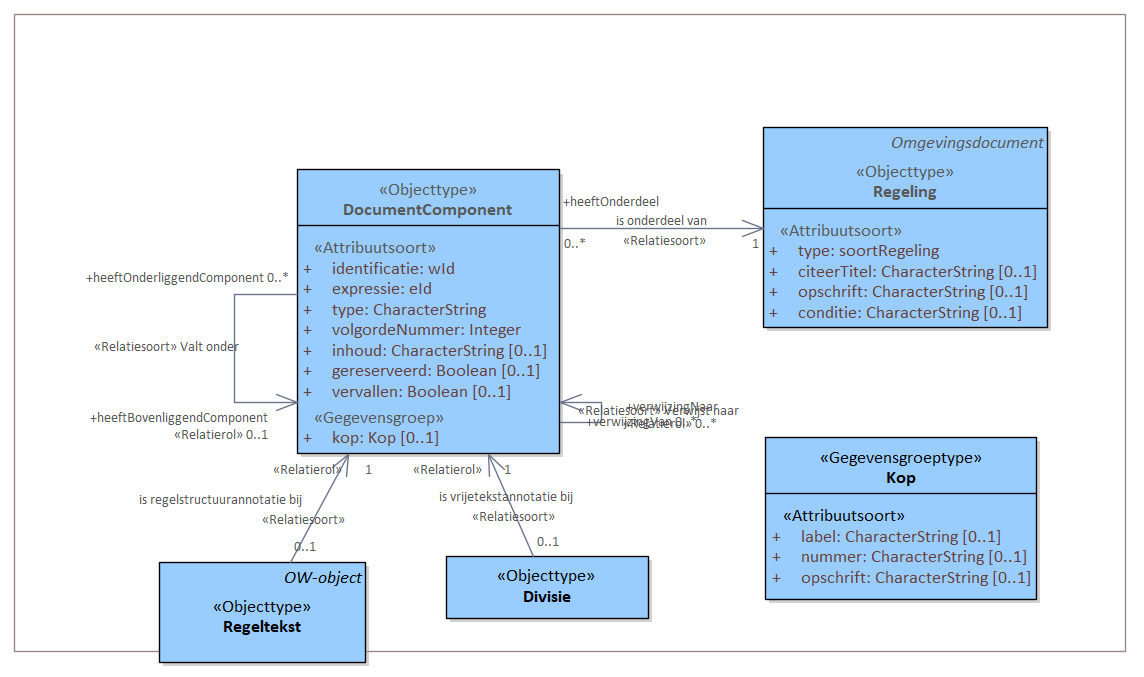 Omgevingsdocument
«Objecttype»
Regeling
«Attribuutsoort»
+ type: soortRegeling
+ citeerTitel: CharacterString [0..1]
+ opschrift: CharacterString [0..1]
+ conditie: CharacterString [0..1]
«Objecttype»
DocumentComponent
«Attribuutsoort»
+ identificatie: wId
+ expressie: eId
+ type: CharacterString
+ volgordeNummer: Integer
+ inhoud: CharacterString [0..1]
+ gereserveerd: Boolean [0..1]
+ vervallen: Boolean [0..1]
«Gegevensgroep»
+ kop: Kop [0..1]
+heeftOnderdeel
is onderdeel van
0..*
«Relatiesoort»
1
+heeftOnderliggendComponent 0..*
«Relatiesoort» Valt onder
+heeftBovenliggendComponent
«Relatierol» 0..1
+verwijzingNaar
«Relatiesoort» Verwijst naar
+verwijzingVan 0..*
«Relatierol» 0..*
«Relatierol»
1
is regelstructuurannotatie bij
«Relatiesoort»
0..1
«Relatierol»
1
is vrijetekstannotatie bij
«Relatiesoort»
0..1
OW-object
«Objecttype»
Regeltekst
«Objecttype»
Divisie
«Gegevensgroeptype»
Kop
«Attribuutsoort»
+ label: CharacterString [0..1]
+ nummer: CharacterString [0..1]
+ opschrift: CharacterString [0..1]